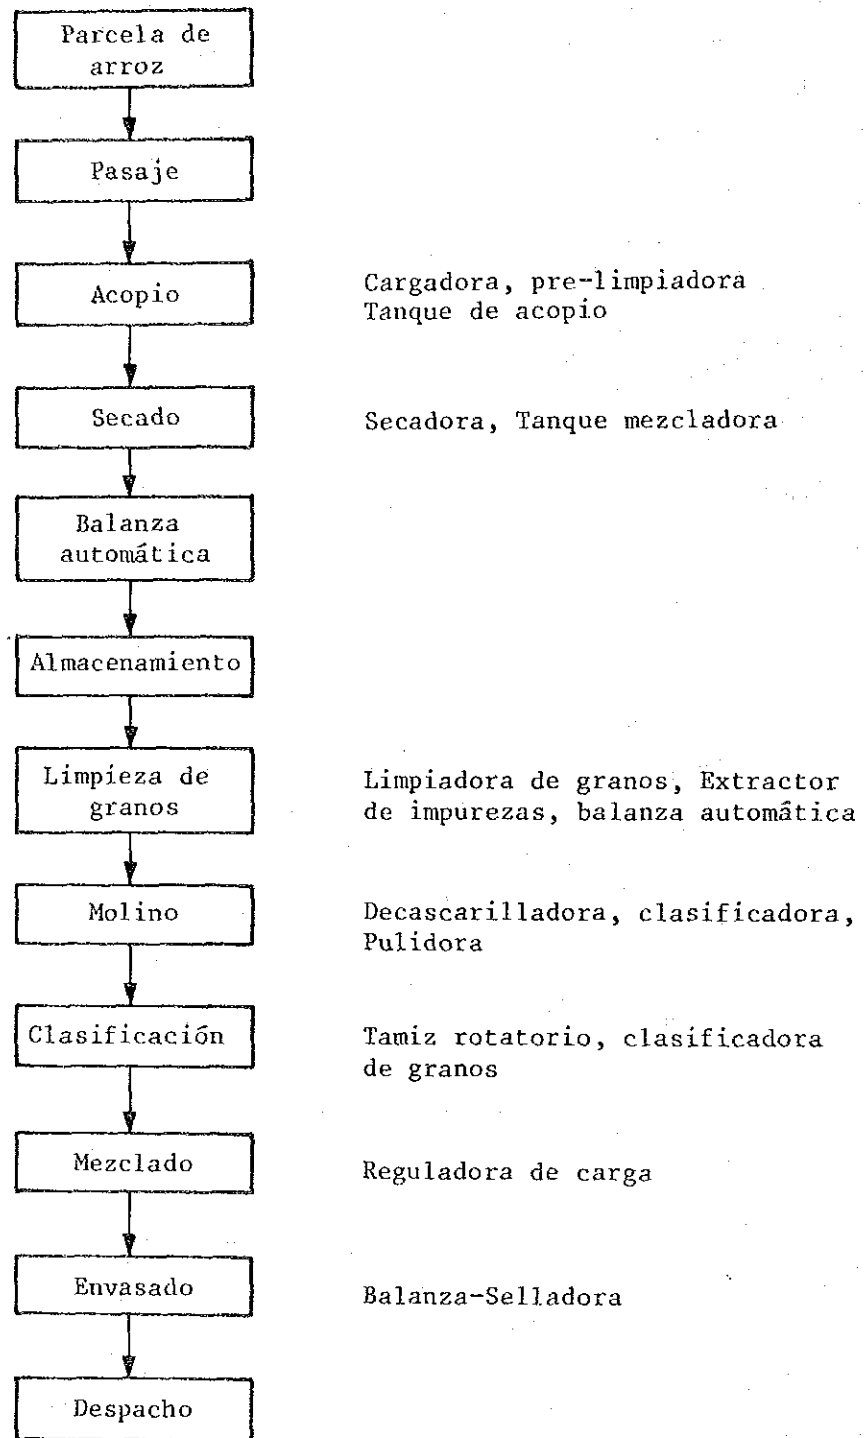 Parcela de
arroz
Pasaje
Acopio
Cargadora, pre-limpiadora
Tanque de acopio
Secado
Secadora, Tanque mezcladora
Balanza
automática
Almacenamiento
Limpieza de
granos
Limpiadora de granos, Extractor
de impurezas, balanza automática
Molino
Decascarilladora, clasificadora,
Pulidora
Clasificación
Tamiz rotatorio, clasificadora
de granos
Mezclado
Reguladora de carga
Envasado
Balanza-Selladora
Despacho